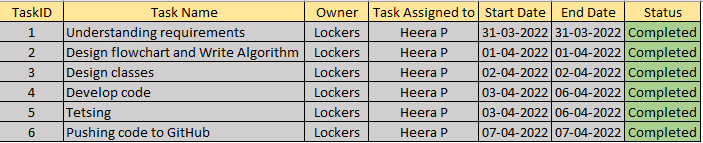 TaskID Task Name Owner Task Assigned to Start Date End Date Status
1 Understanding requirements Lockers Heera P 31-03-2022 31-03-2022 Completed
2 Design flowchart and Write Algorithm Lockers Heera P 01-04-2022 01-04-2022 Completed
3 Design classes Lockers Heera P 02-04-2022 02-04-2022 Completed
4 Develop code Lockers Heera P 03-04-2022 06-04-2022 Completed
5 Tetsing Lockers Heera P 03-04-2022 06-04-2022 Completed
6 Pushing code to GitHub Lockers Heera P 07-04-2022 07-04-2022 Completed